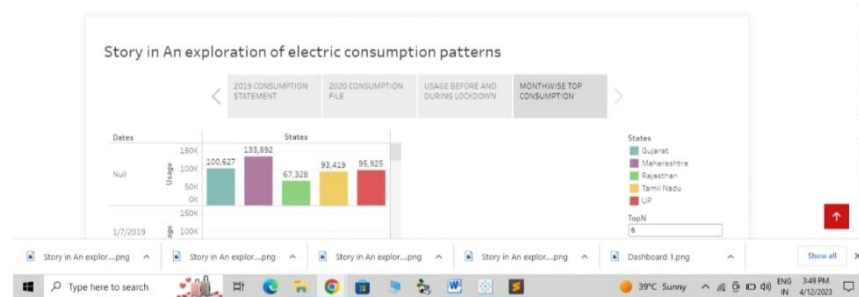 Story in An exploration of electric consumption patterns
2019 CONSUMPTION STATEMENT
2020 CONSUMPTION FILE
USAGE BEFORE AND DURING LOCKDOWN
MONTHWISE TOP CONSUMPTION
Dates
States
Null
Usage
150K
100K
50K
0K
100,627
133,892
67,328
93,419
95,925
1/7/2019
150K
100K
States
Gujarat
Maharashtra
Rajasthan
Tamil Nadu
UP
TopN
Story in An explor....png
Story in An explor....png
Story in An explor....png
Story in An explor....png
Dashboard 1.png
Show all
Type here to search
39°C Sunny
ENG
IN
3:49 PM
4/12/2023